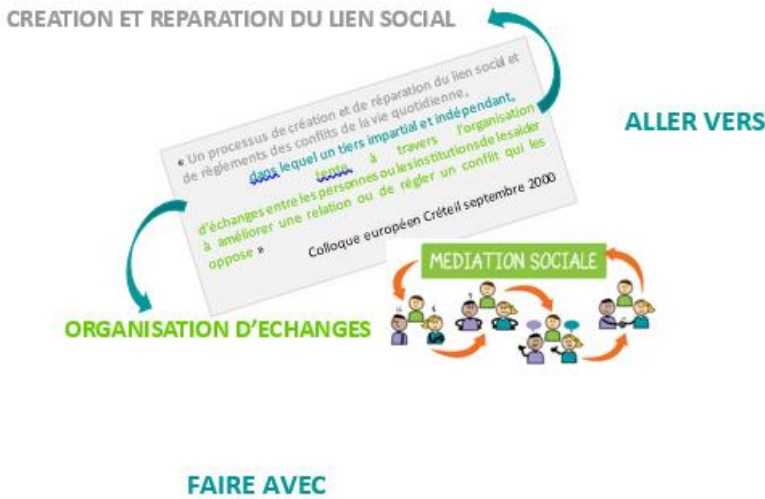 CREATION ET REPARATION DU LIEN SOCIAL
« Un processus de création et de réparation du lien social et
de règlements des conflits de la vie quotidienne,
dans lequel un tiers impartial et indépendant,
tente à travers l'organisation
d'échanges entre les personnes ou les institutions de les aider
à améliorer une relation ou de régler un conflit qui les
oppose »
Colloque européen Créteil septembre 2000
ALLER VERS
MEDIATION SOCIALE
ORGANISATION D'ECHANGES
FAIRE AVEC